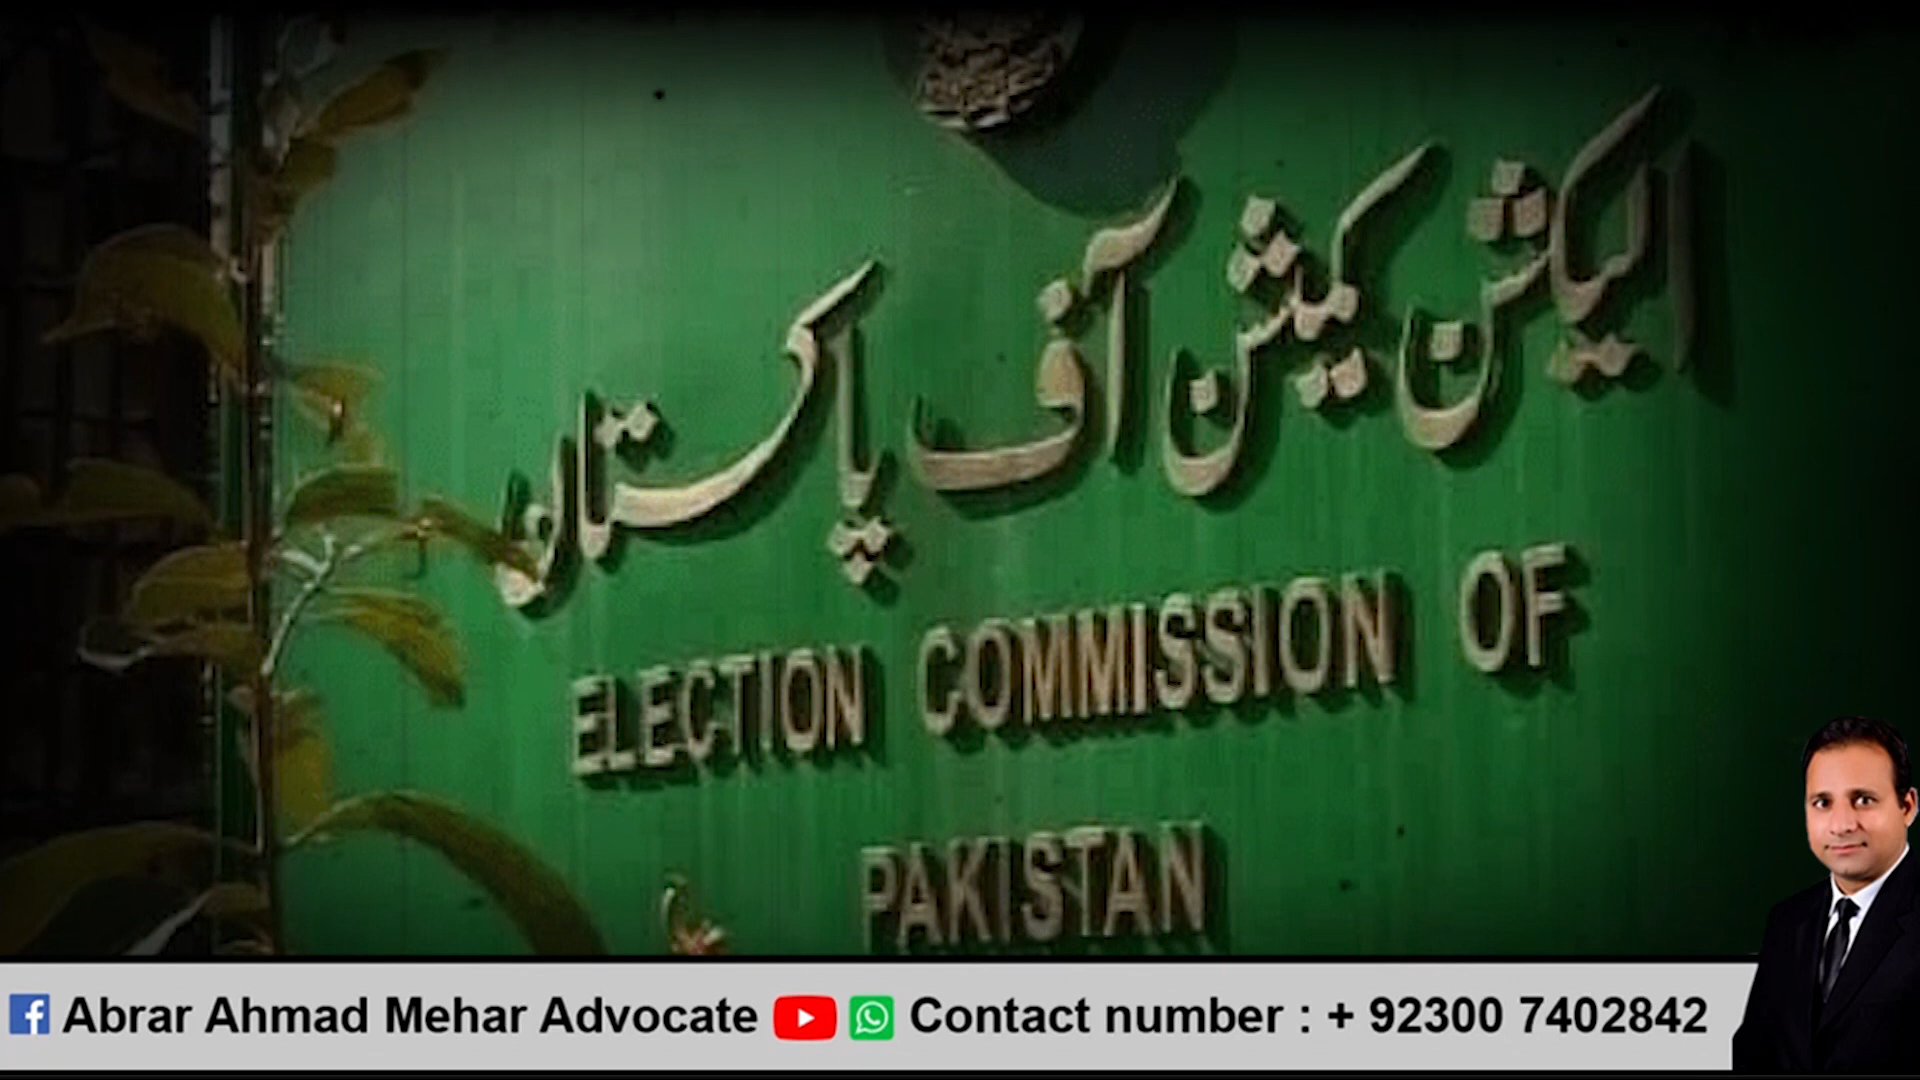 الیکشن کمیشن آف پاکستان
ELECTION COMMISSION OF
PAKISTAN
Abrar Ahmad Mehar Advocate Contact number : + 92300 7402842